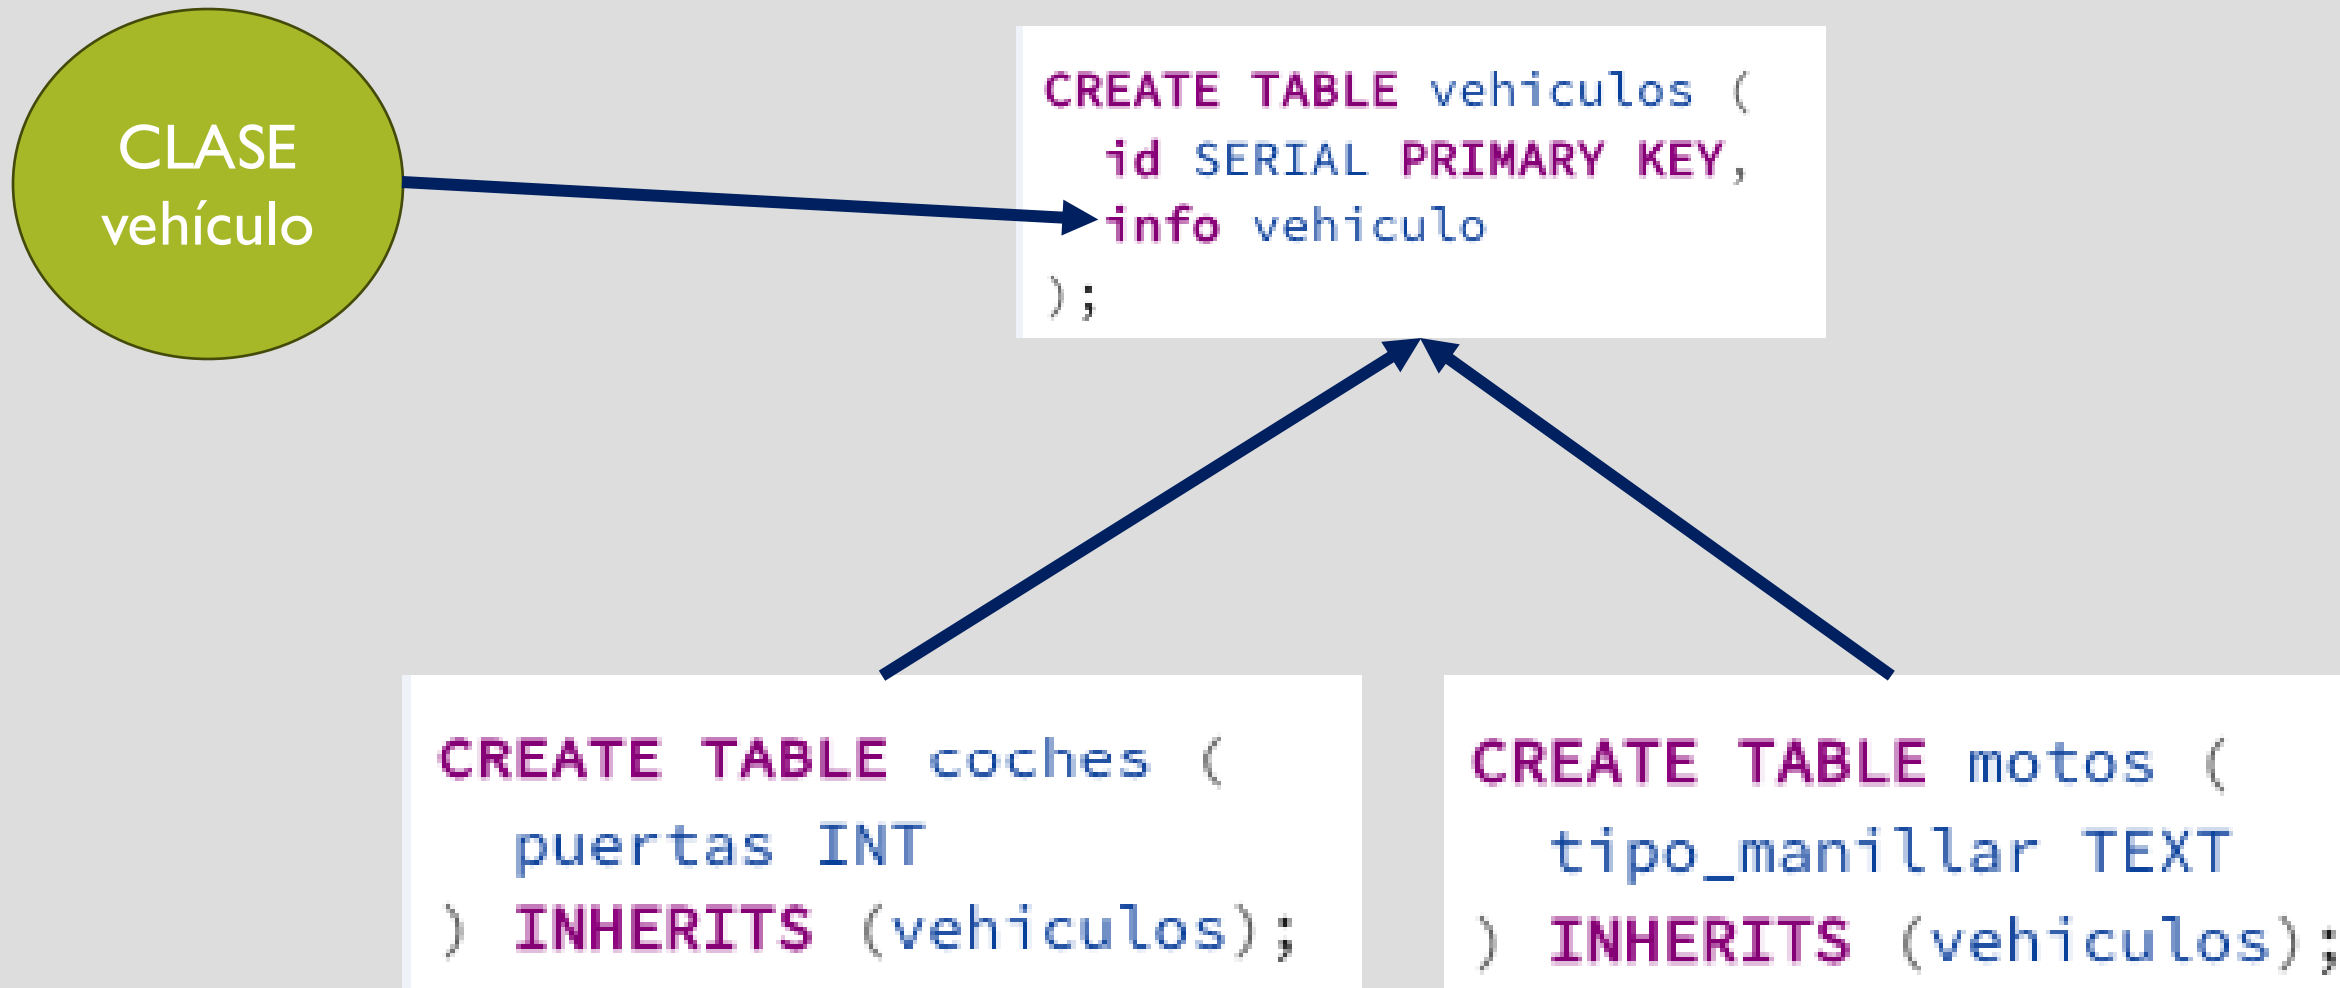 CLASE
vehículo
CREATE TABLE vehiculos (
id SERIAL PRIMARY KEY,
info vehiculo
);
CREATE TABLE coches (
puertas INT
) INHERITS (vehiculos);
CREATE TABLE motos (
tipo_manillar TEXT
) INHERITS (vehiculos);